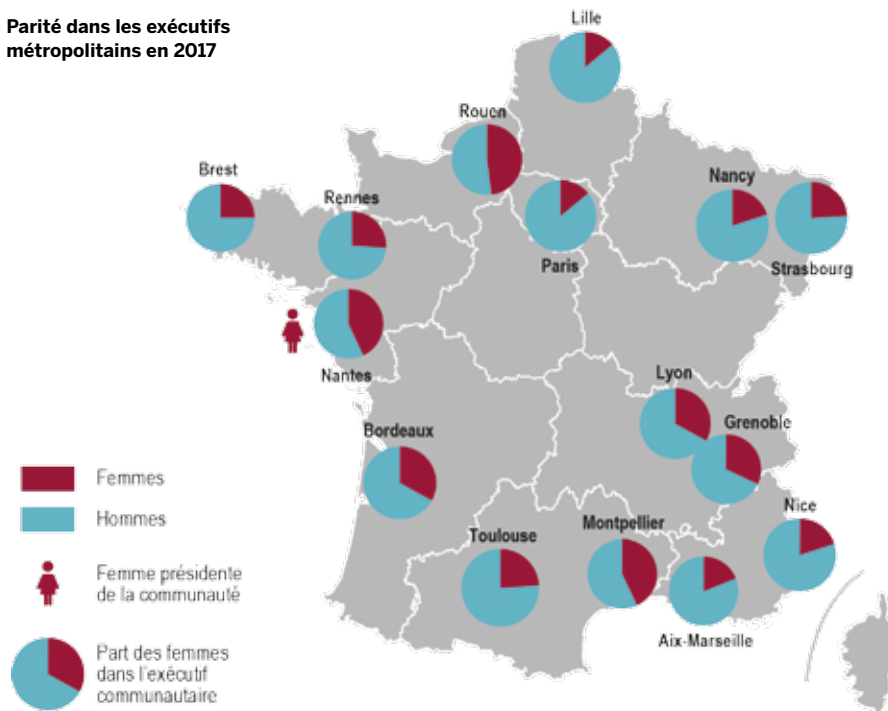 Parité dans les exécutifs
métropolitains en 2017
Lille
Rouen
Brest
Rennes
Nancy
Paris
Strasbourg
Nantes
Lyon
Grenoble
Bordeaux
Femmes
Hommes
Nice
Toulouse
Montpellier
Femme présidente
de la communauté
Aix-Marseille
Part des femmes
dans l'exécutif
communautaire